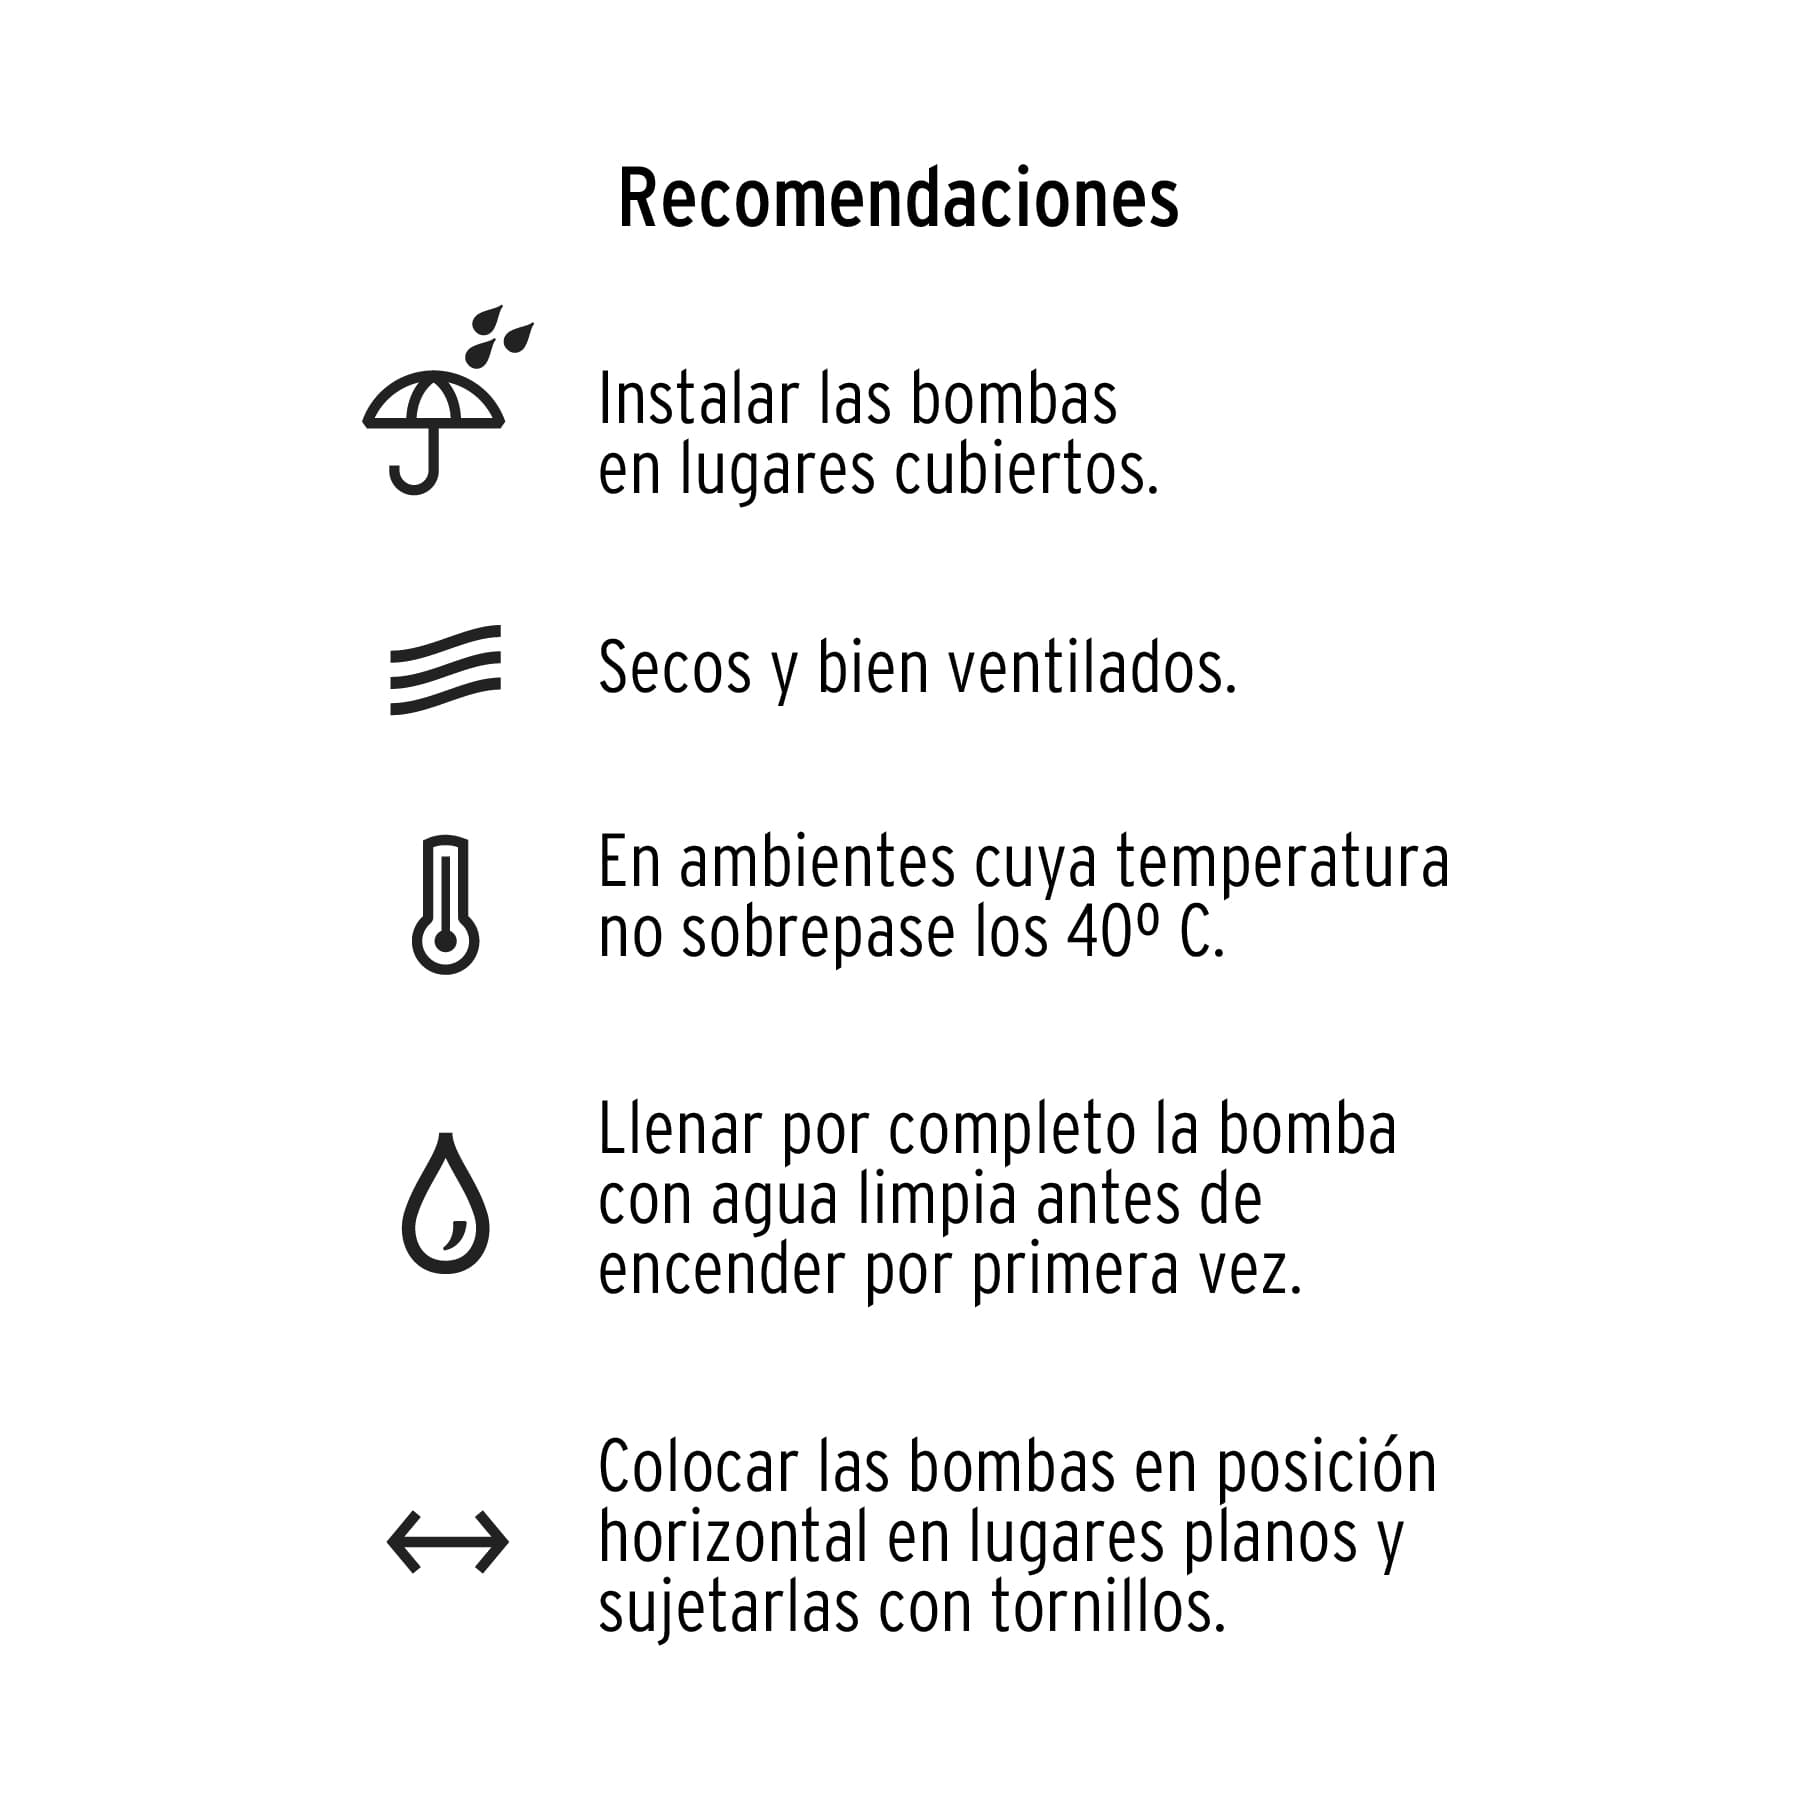 Recomendaciones
Instalar las bombas
en lugares cubiertos.
Secos y bien ventilados.
En ambientes cuya temperatura
no sobrepase los 40º C.
Llenar por completo la bomba
con agua limpia antes de
encender por primera vez.
Colocar las bombas en posición
horizontal en lugares planos y
sujetarlas con tornillos.